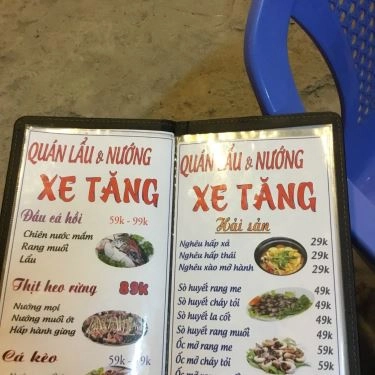 QUÁN LẨU & NƯỚNG
XE TĂNG
Đầu cá hồi 59k - 99k
Chiên nước mắm
Rang muối
Lẩu
Thịt heo rừng 89k
Nướng mọi
Nướng muối ớt
Hấp hành gừng
Cá kèo 59k - 
QUÁN LẨU & NƯỚNG
XE TĂNG
Hải sản
Nghêu hấp xả 29k
Nghêu hấp thái 29k
Nghêu xào mỡ hành 29k
Sò huyết rang me 49k
Sò huyết cháy tỏi 49k
Sò huyết la cốt 49k
Sò huyết rang muối 49k
Ốc mỡ rang me 49k
Ốc mỡ cháy tỏi 49k